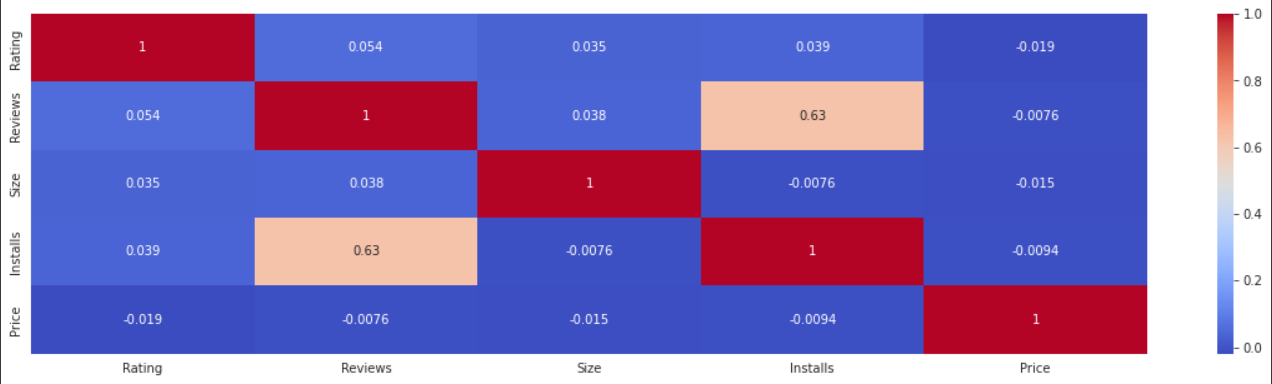 Rating 1 0.054 0.035 0.039 -0.019
Reviews 0.054 1 0.038 0.63 -0.0076
Size 0.035 0.038 1 -0.0076 -0.015
Installs 0.039 0.63 -0.0076 1 -0.0094
Price -0.019 -0.0076 -0.015 -0.0094 1
Rating Reviews Size Installs Price
1.0
0.8
0.6
0.4
0.2
0.0